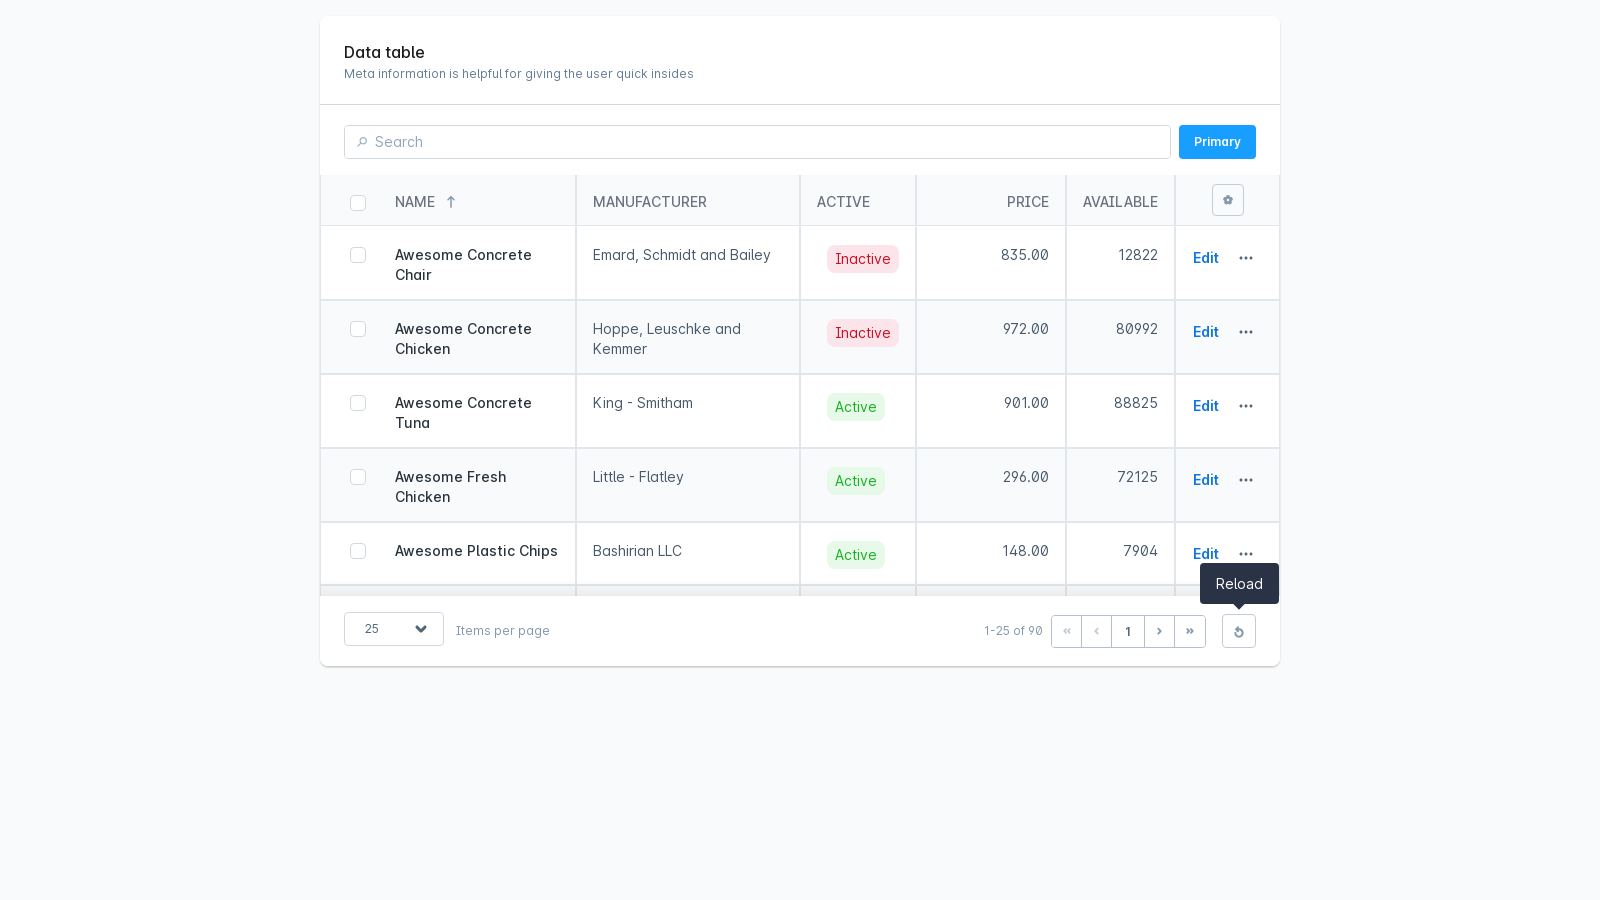 Data table
Meta information is helpful for giving the user quick insides
Search
Primary
NAME MANUFACTURER ACTIVE PRICE AVAILABLE
Awesome Concrete Chair Emard, Schmidt and Bailey Inactive 835.00 12822 Edit
Awesome Concrete Chicken Hoppe, Leuschke and Kemmer Inactive 972.00 80992 Edit
Awesome Concrete Tuna King - Smitham Active 901.00 88825 Edit
Awesome Fresh Chicken Little - Flatley Active 296.00 72125 Edit
Awesome Plastic Chips Bashirian LLC Active 148.00 7904 Edit
Reload
25 Items per page 1-25 of 90 « ‹ 1 › »